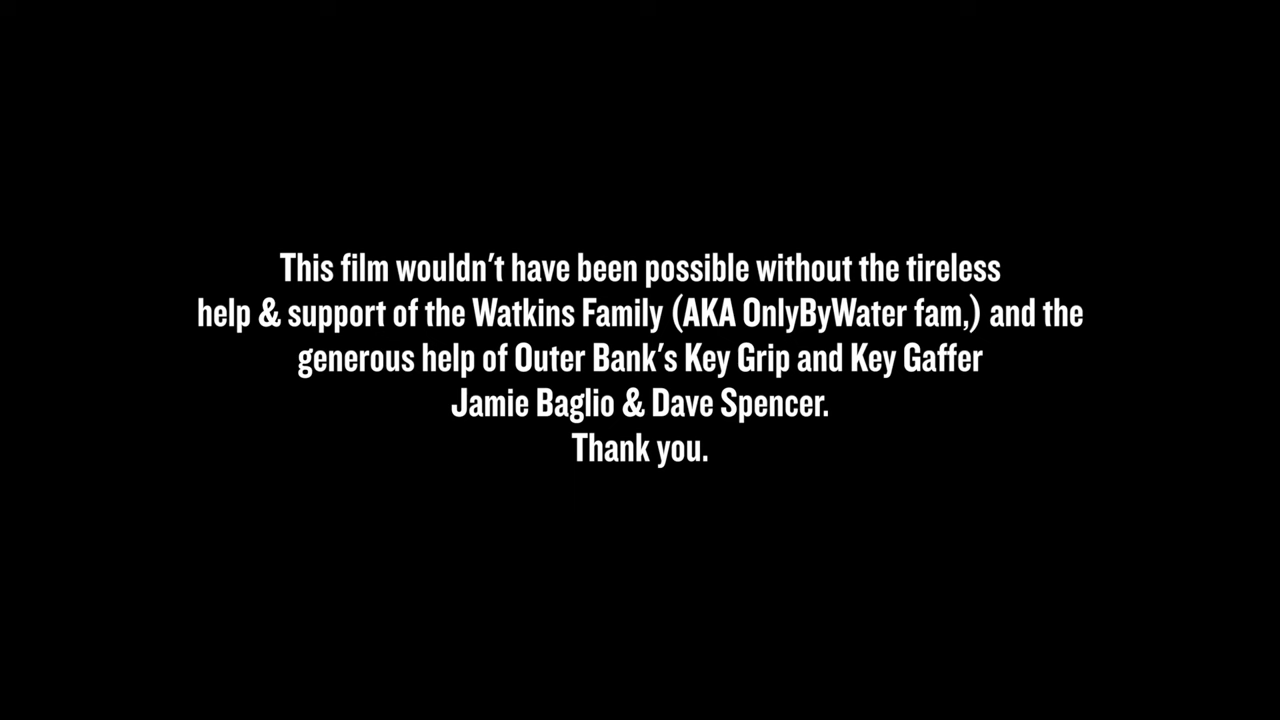 This film wouldn't have been possible without the tireless
help & support of the Watkins Family (AKA OnlyByWater fam,) and the
generous help of Outer Bank's Key Grip and Key Gaffer
Jamie Baglio & Dave Spencer.
Thank you.